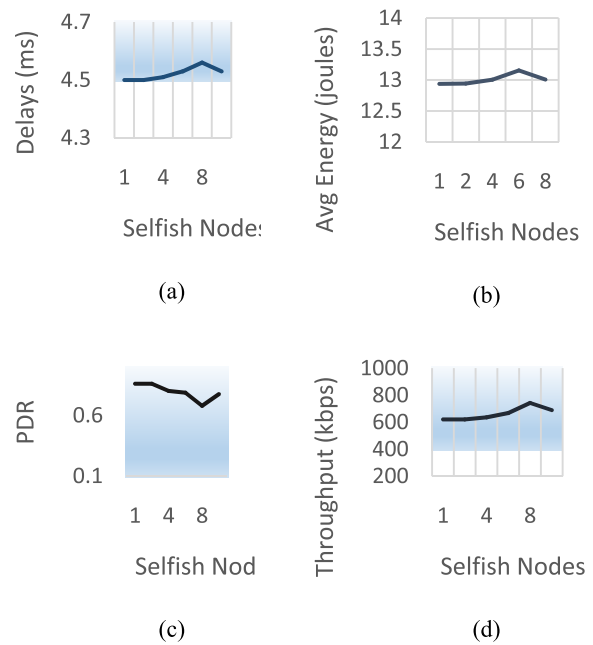 Delays (ms)
4.7
4.5
4.3
1 4 8
Selfish Nodes
(a)
Avg Energy (joules)
14
13.5
13
12.5
12
1 2 4 6 8
Selfish Nodes
(b)
PDR
0.6
0.1
1 4 8
Selfish Nod
(c)
Throughput (kbps)
1000
800
600
400
200
1 4 8
Selfish Nodes
(d)